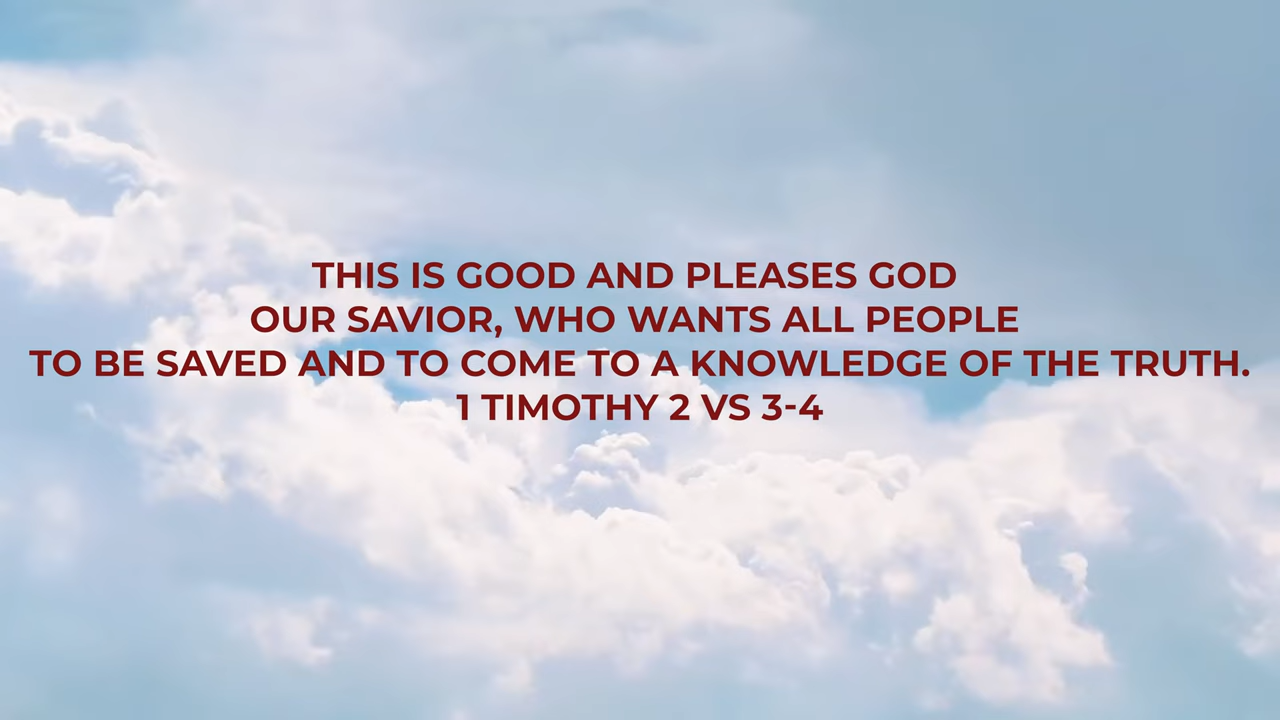 THIS IS GOOD AND PLEASES GOD
OUR SAVIOR, WHO WANTS ALL PEOPLE
TO BE SAVED AND TO COME TO A KNOWLEDGE OF THE TRUTH.
1 TIMOTHY 2 VS 3-4